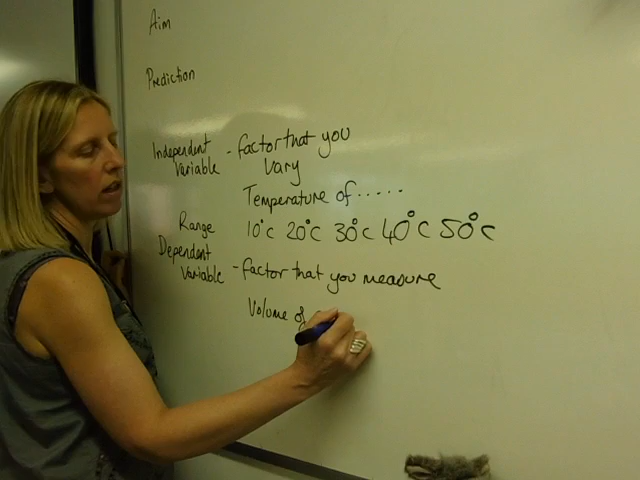 Aim
Prediction
Independent Variable - factor that you vary
Temperature of.....
Range 10°C 20°C 30°C 40°C 50°C
Dependent Variable - factor that you measure
Volume of